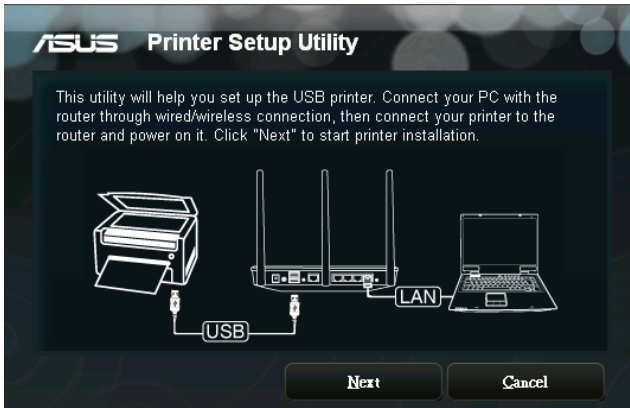 ASUS Printer Setup Utility
This utility will help you set up the USB printer. Connect your PC with the
router through wired/wireless connection, then connect your printer to the
router and power on it. Click "Next" to start printer installation.
LAN
USB
Next Cancel